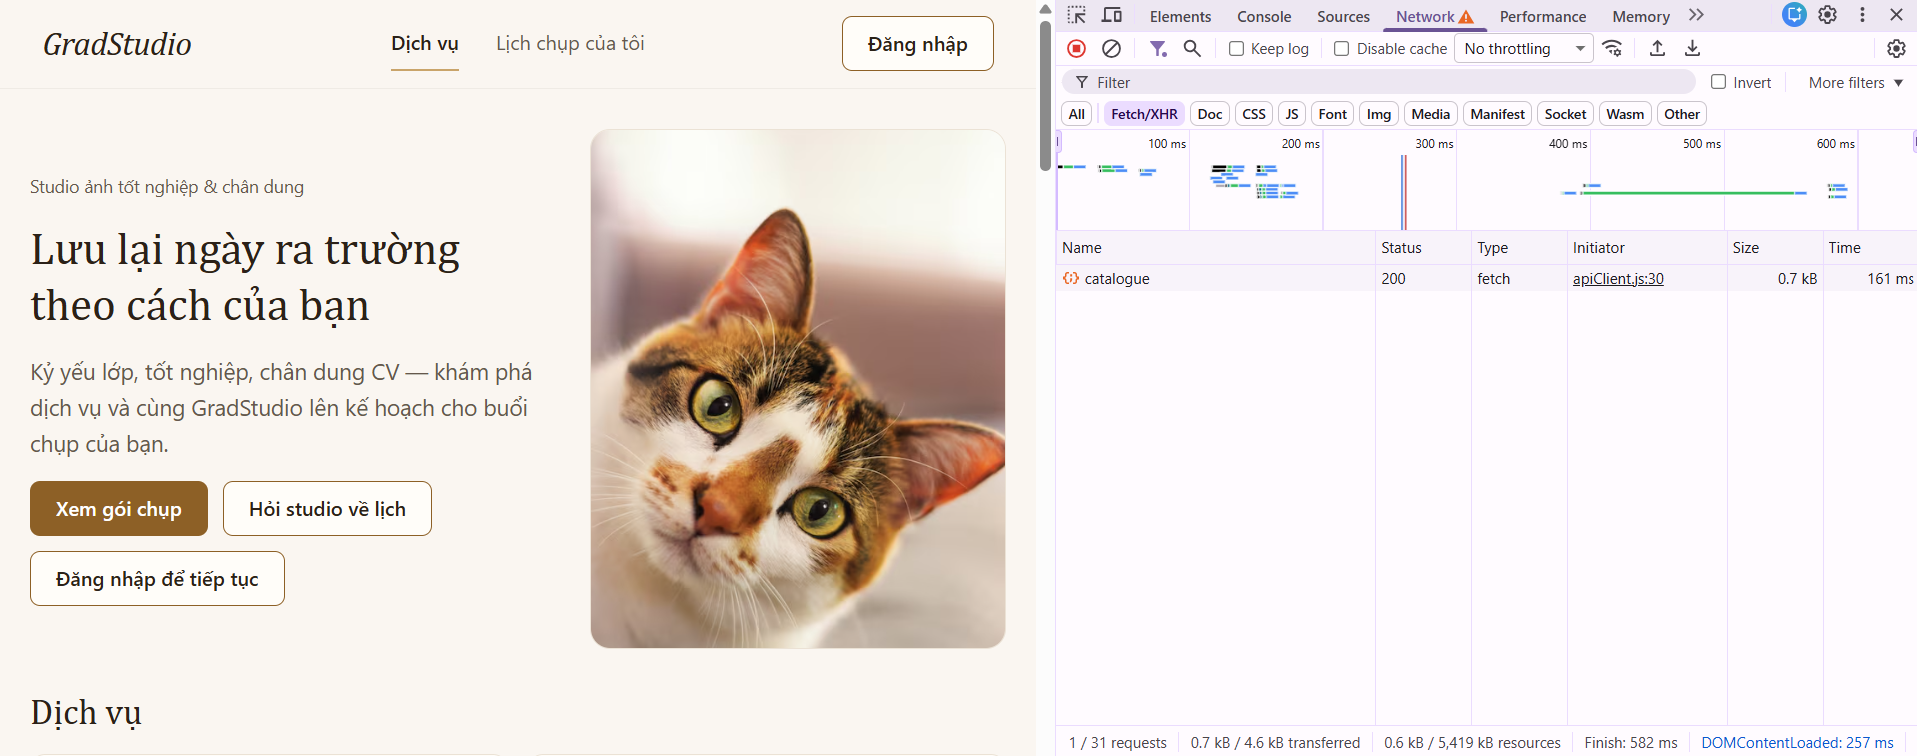 GradStudio
Dịch vụ
Lịch chụp của tôi
Đăng nhập
Studio ảnh tốt nghiệp & chân dung
Lưu lại ngày ra trường
theo cách của bạn
Kỷ yếu lớp, tốt nghiệp, chân dung CV — khám phá
dịch vụ và cùng GradStudio lên kế hoạch cho buổi
chụp của bạn.
Xem gói chụp
Hỏi studio về lịch
Đăng nhập để tiếp tục
Dịch vụ
Elements Console Sources Network Performance Memory
Keep log Disable cache No throttling
Filter Invert More filters
All Fetch/XHR Doc CSS JS Font Img Media Manifest Socket Wasm Other
100 ms 200 ms 300 ms 400 ms 500 ms 600 ms
Name Status Type Initiator Size Time
catalogue 200 fetch apiClient.js:30 0.7 kB 161 ms
1 / 31 requests 0.7 kB / 4.6 kB transferred 0.6 kB / 5,419 kB resources Finish: 582 ms DOMContentLoaded: 257 ms